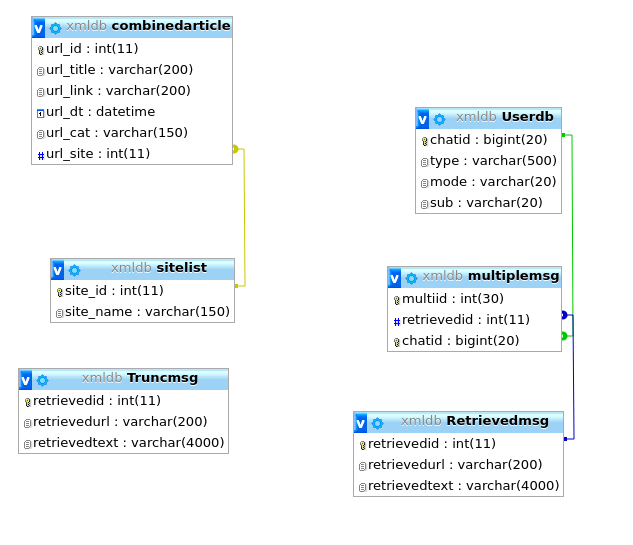 v xmldb combinedarticle
url_id : int(11)
url_title : varchar(200)
url_link : varchar(200)
url_dt : datetime
url_cat : varchar(150)
# url_site : int(11)
v xmldb sitelist
site_id : int(11)
site_name : varchar(150)
v xmldb Truncmsg
retrievedid : int(11)
retrievedurl : varchar(200)
retrievedtext : varchar(4000)
v xmldb Userdb
chatid : bigint(20)
type : varchar(500)
mode : varchar(20)
sub : varchar(20)
v xmldb multiplemsg
multiid : int(30)
# retrievedid : int(11)
chatid : bigint(20)
v xmldb Retrievedmsg
retrievedid : int(11)
retrievedurl : varchar(200)
retrievedtext : varchar(4000)